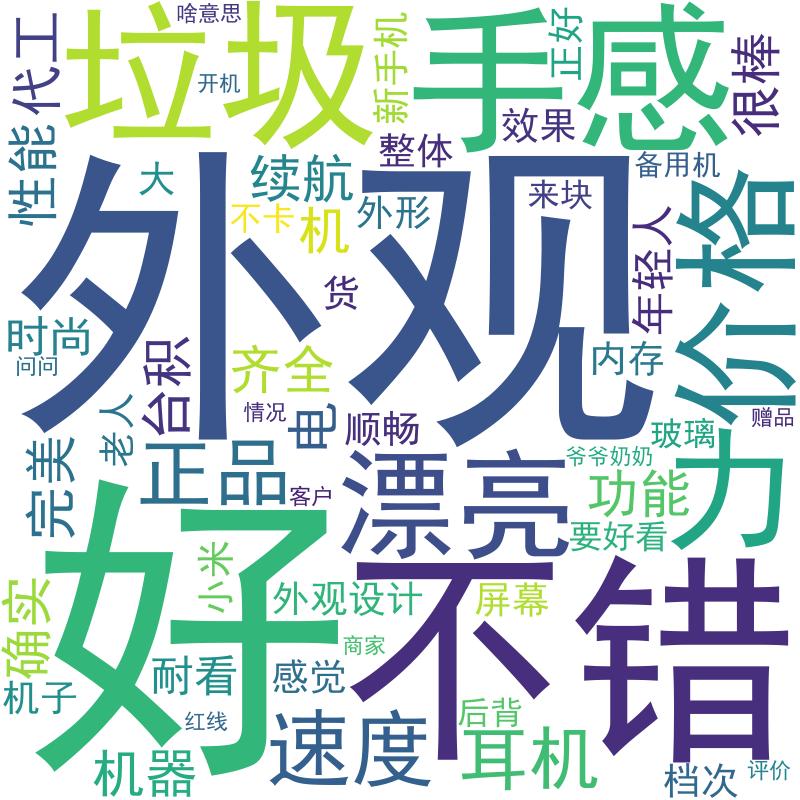 啥意思
垃圾
手感
正好
很棒
代工
开机
新手机
效果
整体
性能
大
续航
来块
备用机
外观
不卡
机
外形
年轻人
价格
货
时尚
问问
台积
齐全
内存
老人
情况
电
顺畅
玻璃
赠品
完美
正品
漂亮
爷爷奶奶
力
客户
功能
好
不错
要好看
小米
外观设计
屏幕
确实
商家
耐看
感觉
机子
红线
后背
速度
耳机
机器
档次
评价